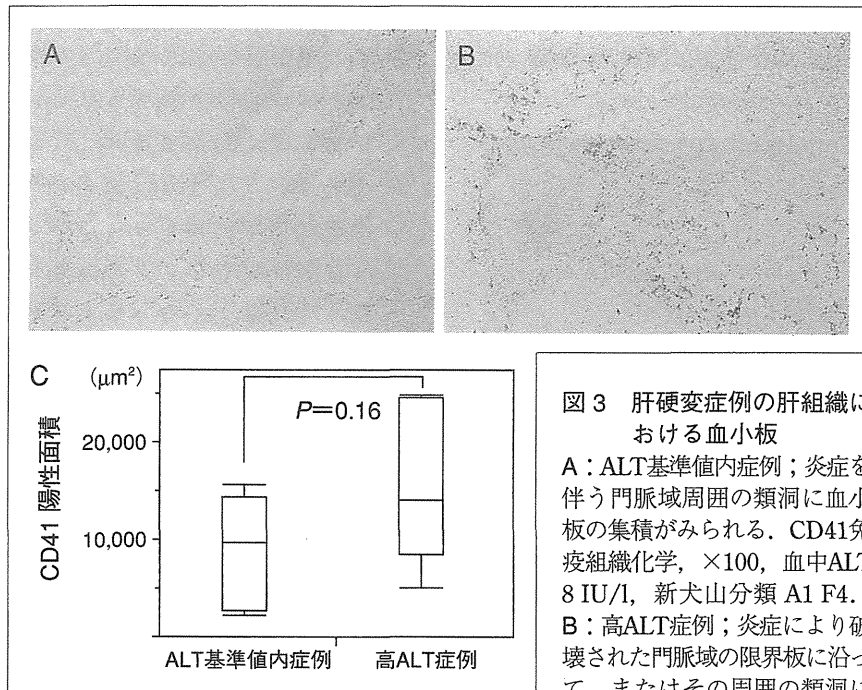 A
B
C
(μm²)
P=0.16
20,000
10,000
CD41 陽性面積
ALT基準値内症例
高ALT症例
図3 肝硬変症例の肝組織に
おける血小板
A:ALT基準値内症例;炎症を
伴う門脈域周囲の類洞に血小
板の集積がみられる.CD41免
疫組織化学,×100,血中ALT
8 IU/l,新犬山分類 A1 F4.
B:高ALT症例;炎症により破
壊された門脈域の限界板に沿っ
て,またはその周囲の類洞に